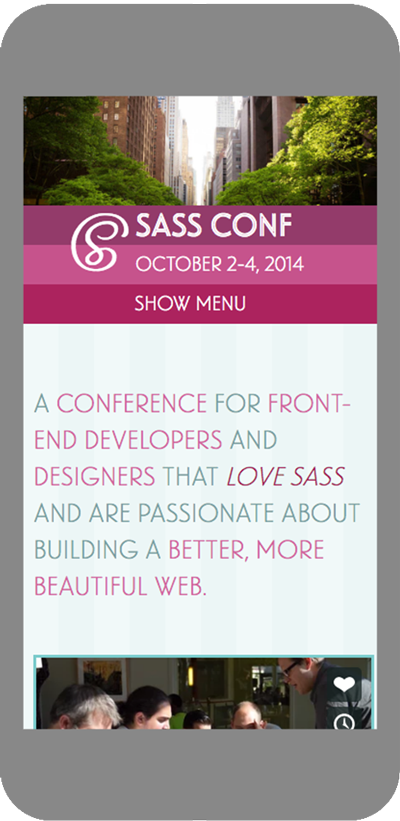 SASS CONF
OCTOBER 2-4, 2014
SHOW MENU
A CONFERENCE FOR FRONT-
END DEVELOPERS AND
DESIGNERS THAT LOVE SASS
AND ARE PASSIONATE ABOUT
BUILDING A BETTER, MORE
BEAUTIFUL WEB.